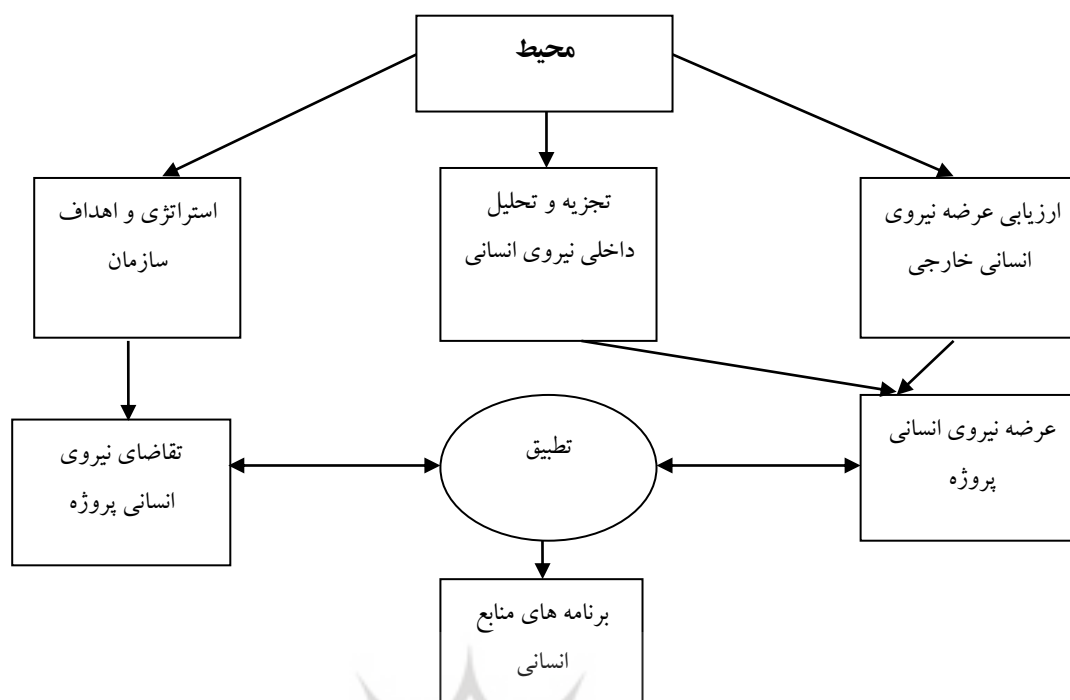 محیط
ارزیابی عرضه نیروی
انسانی خارجی
تجزیه و تحلیل
داخلی نیروی انسانی
استراتژی و اهداف
سازمان
عرضه نیروی انسانی
پروژه
تطبیق
تقاضای نیروی
انسانی پروژه
برنامه های منابع
انسانی